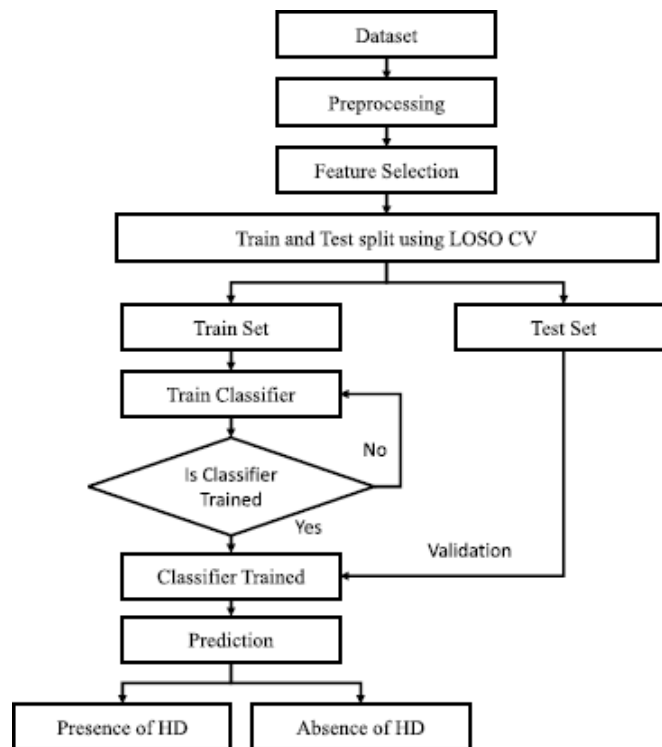 Dataset
Preprocessing
Feature Selection
Train and Test split using LOSO CV
Train Set
Test Set
Train Classifier
No
Is Classifier
Trained
Yes
Validation
Classifier Trained
Prediction
Presence of HD
Absence of HD